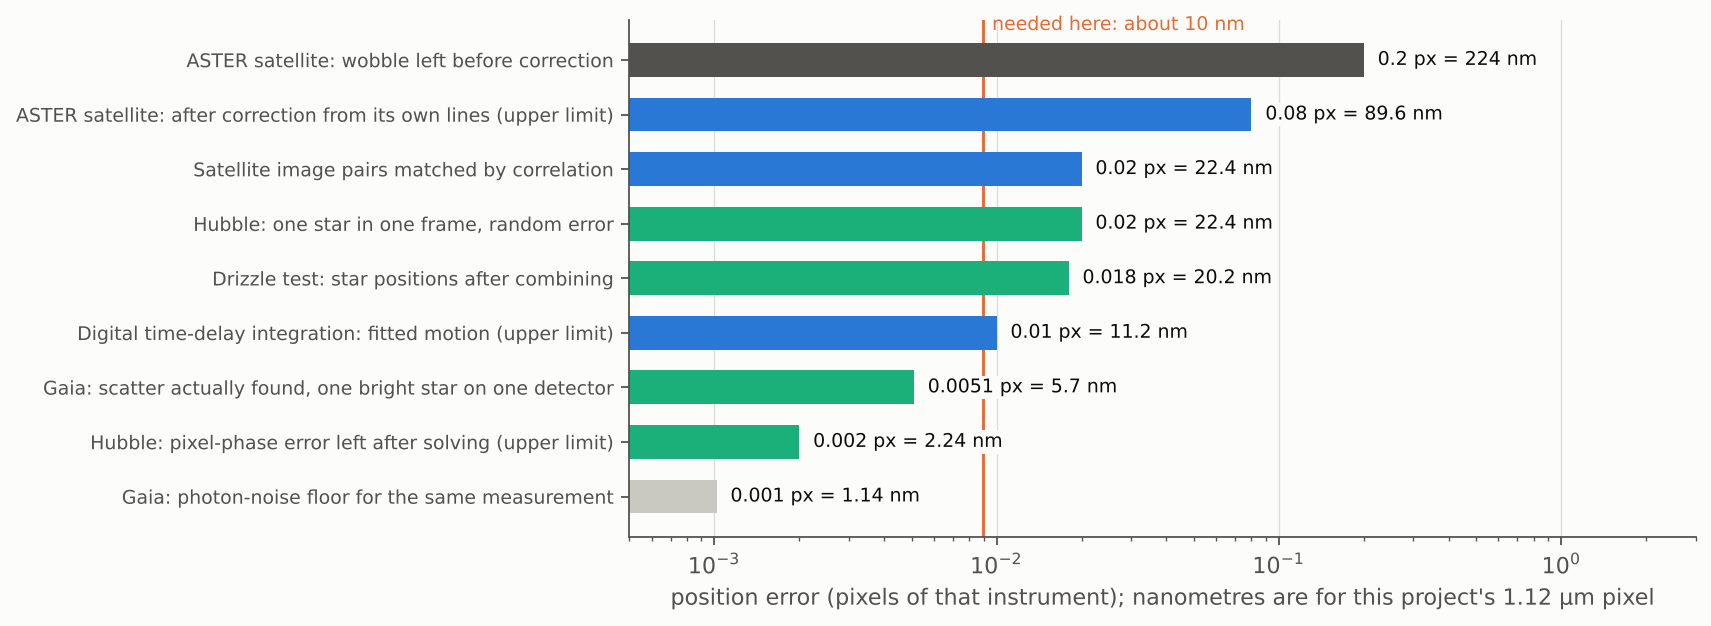 needed here: about 10 nm
ASTER satellite: wobble left before correction
0.2 px = 224 nm
ASTER satellite: after correction from its own lines (upper limit)
0.08 px = 89.6 nm
Satellite image pairs matched by correlation
0.02 px = 22.4 nm
Hubble: one star in one frame, random error
0.02 px = 22.4 nm
Drizzle test: star positions after combining
0.018 px = 20.2 nm
Digital time-delay integration: fitted motion (upper limit)
0.01 px = 11.2 nm
Gaia: scatter actually found, one bright star on one detector
0.0051 px = 5.7 nm
Hubble: pixel-phase error left after solving (upper limit)
0.002 px = 2.24 nm
Gaia: photon-noise floor for the same measurement
0.001 px = 1.14 nm
10⁻³ 10⁻² 10⁻¹ 10⁰
position error (pixels of that instrument); nanometres are for this project's 1.12 µm pixel